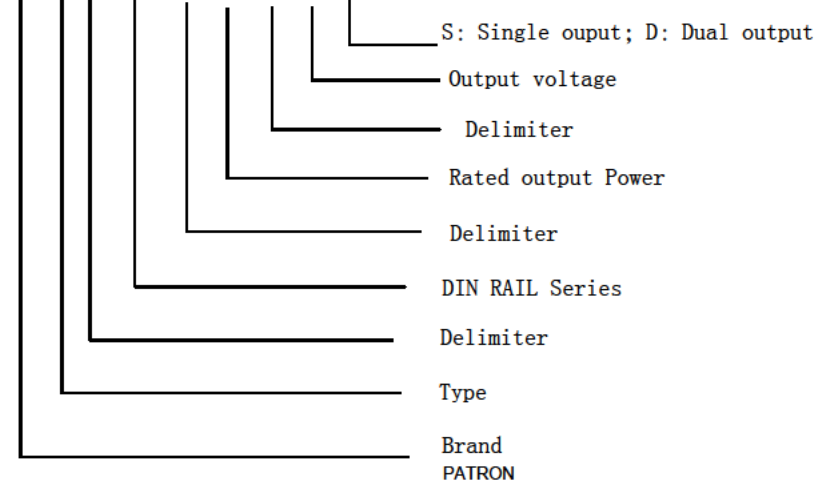 S: Single ouput; D: Dual output
Output voltage
Delimiter
Rated output Power
Delimiter
DIN RAIL Series
Delimiter
Type
Brand
PATRON